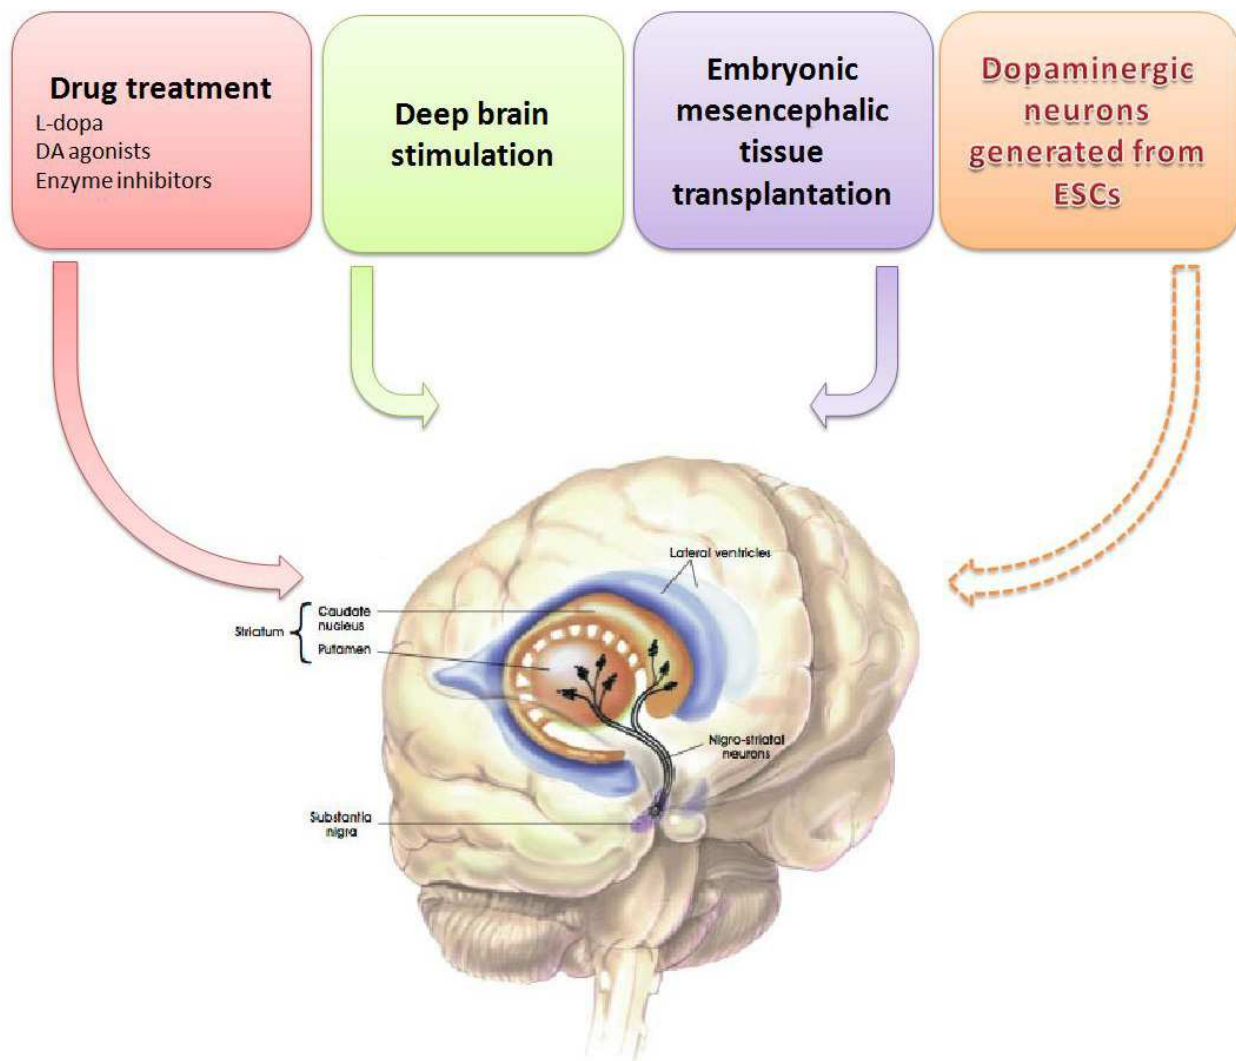 Drug treatment
L-dopa
DA agonists
Enzyme inhibitors
Deep brain
stimulation
Embryonic
mesencephalic
tissue
transplantation
Dopaminergic
neurons
generated from
ESCs
Lateral ventricles
Striatum
Caudate
nucleus
Putamen
Nigro-striatal
neurons
Substantia
nigra